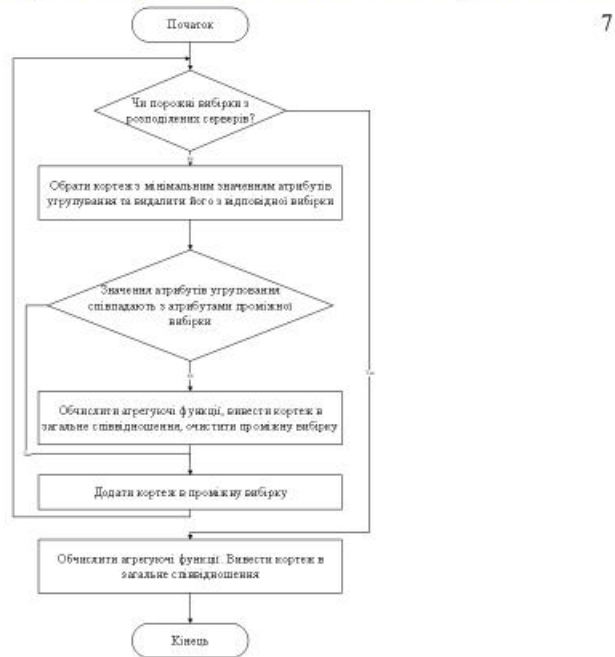 7
Початок
Чи порожні вибірки з
розподілених серверів?
Обрати кортеж з мінімальним значенням атрибутів
угрупування та видалити його з відповідної вибірки
Значення атрибутів угруповання
співпадають з атрибутами проміжної
вибірки
Обчислити агрегуючі функції, вивести кортеж в
загальне співвідношення, очистити проміжну вибірку
Додати кортеж в проміжну вибірку
Обчислити агрегуючі функції. Вивести кортеж в
загальне співвідношення
Кінець